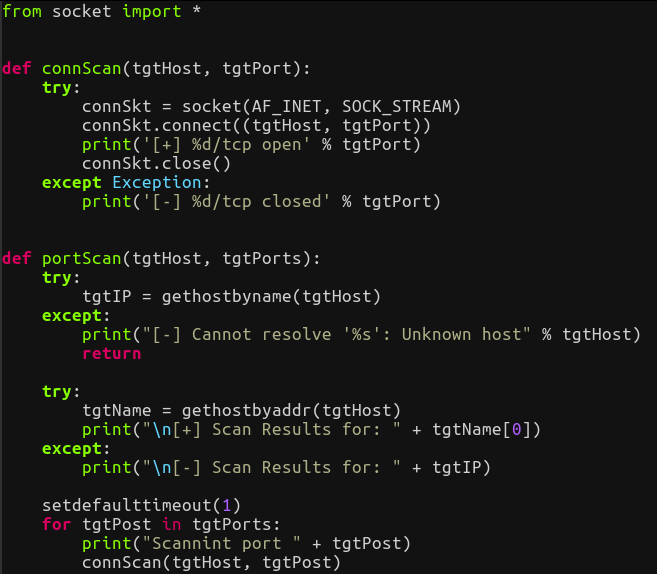 from socket import *
def connScan(tgtHost, tgtPort):
    try:
        connSkt = socket(AF_INET, SOCK_STREAM)
        connSkt.connect((tgtHost, tgtPort))
        print('[+] %d/tcp open' % tgtPort)
        connSkt.close()
    except Exception:
        print('[-] %d/tcp closed' % tgtPort)
def portScan(tgtHost, tgtPorts):
    try:
        tgtIP = gethostbyname(tgtHost)
    except:
        print("[-] Cannot resolve '%s': Unknown host" % tgtHost)
        return
    try:
        tgtName = gethostbyaddr(tgtHost)
        print("\n[+] Scan Results for: " + tgtName[0])
    except:
        print("\n[-] Scan Results for: " + tgtIP)
    setdefaulttimeout(1)
    for tgtPost in tgtPorts:
        print("Scannint port " + tgtPost)
        connScan(tgtHost, tgtPost)